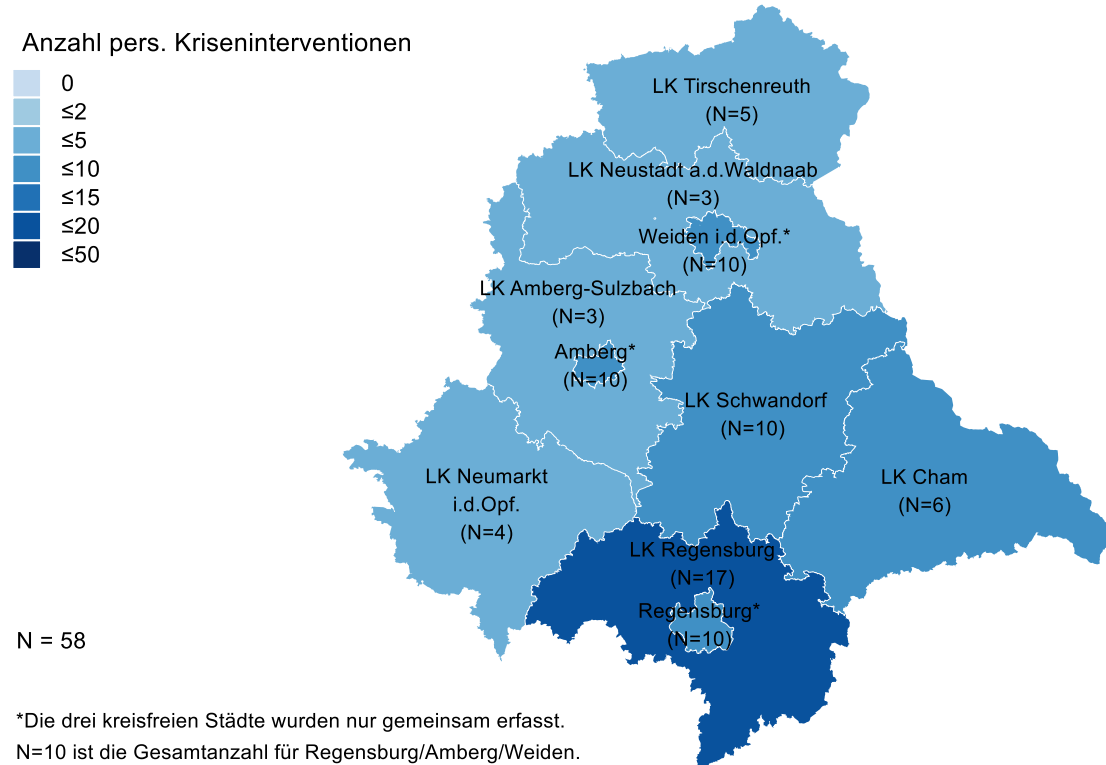 Anzahl pers. Kriseninterventionen
0
≤2
≤5
≤10
≤15
≤20
≤50
LK Tirschenreuth
(N=5)
LK Neustadt a.d.Waldnaab
(N=3)
Weiden i.d.Opf.*
(N=10)
LK Amberg-Sulzbach
(N=3)
Amberg*
(N=10)
LK Schwandorf
(N=10)
LK Cham
(N=6)
LK Neumarkt
i.d.Opf.
(N=4)
LK Regensburg
(N=17)
Regensburg*
(N=10)
N = 58
*Die drei kreisfreien Städte wurden nur gemeinsam erfasst.
N=10 ist die Gesamtanzahl für Regensburg/Amberg/Weiden.